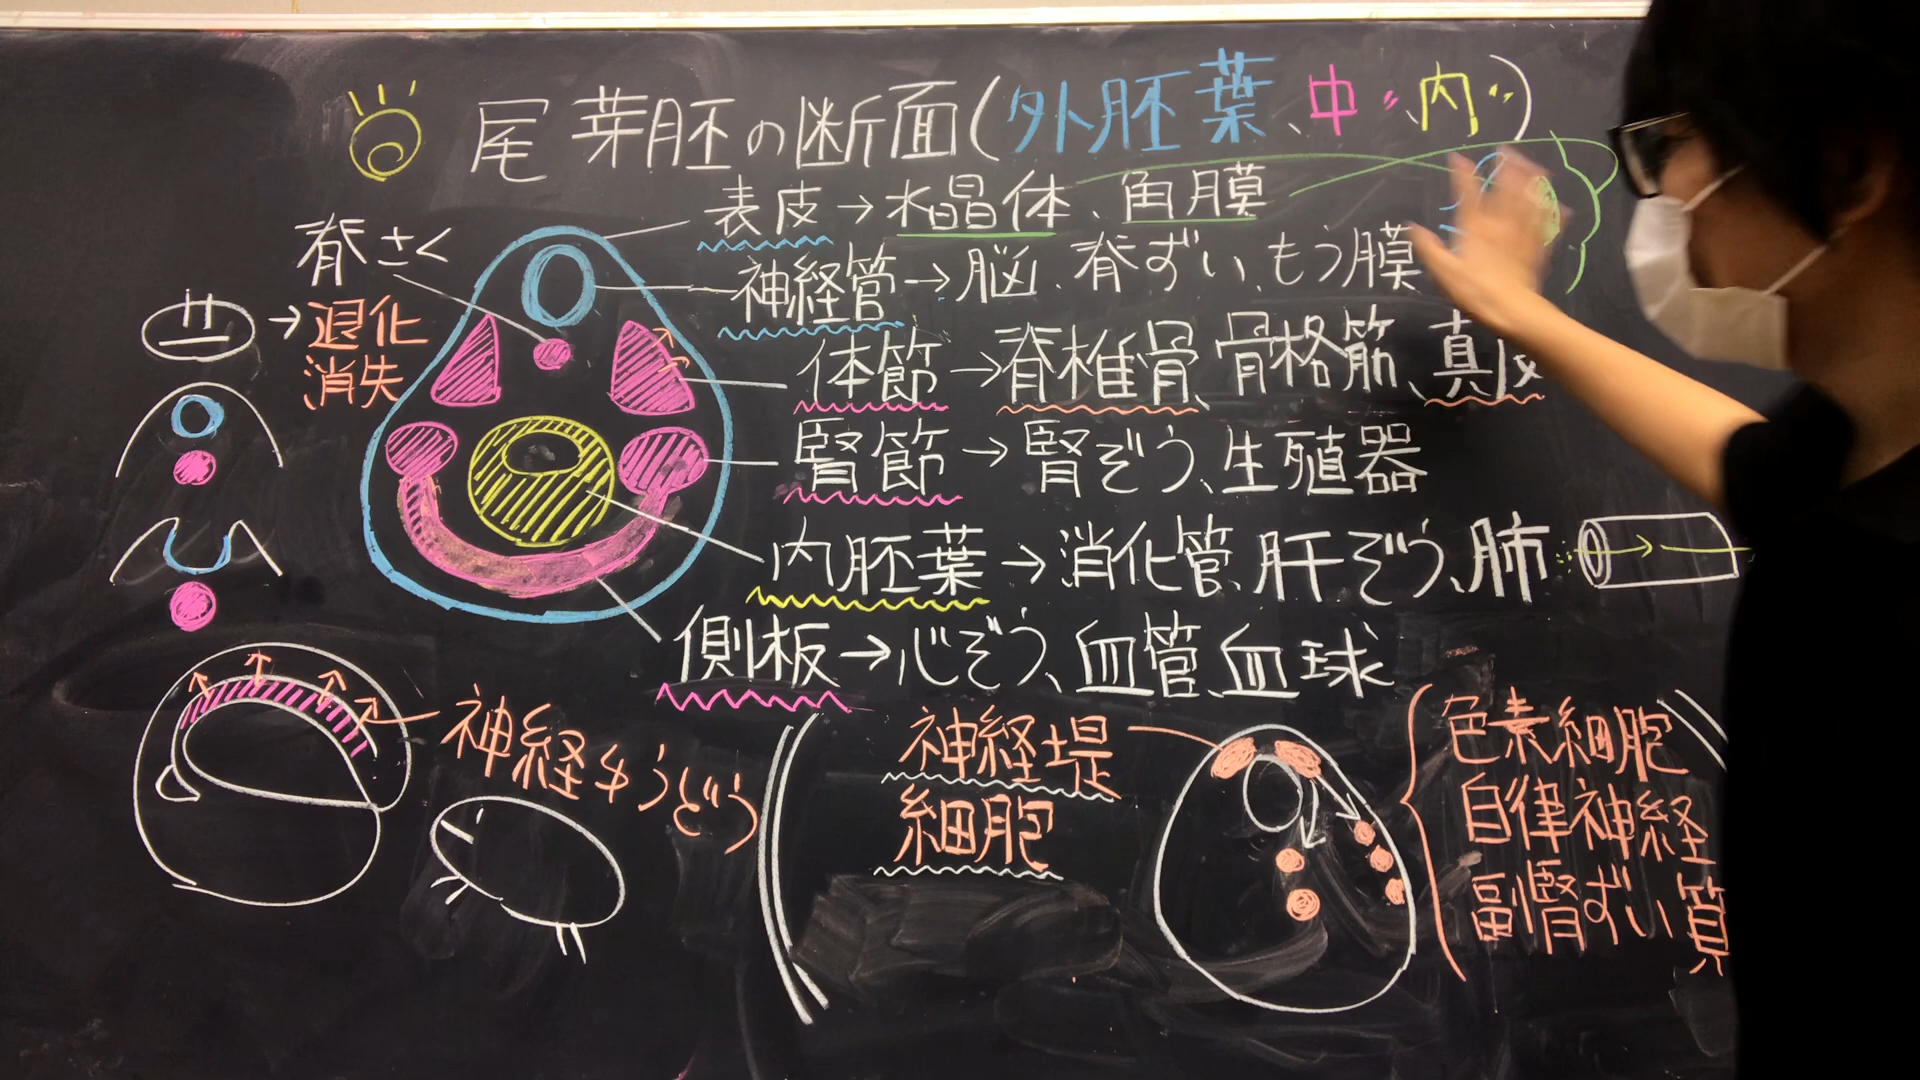 尾芽胚の断面(外胚葉、中〃、内〃)
表皮→水晶体、角膜
脊さく
神経管→脳、脊ずい、もう膜
→退化
消失
体節→脊椎骨、骨格筋、真皮
腎節→腎ぞう、生殖器
内胚葉→消化管、肝ぞう、肺
側板→心ぞう、血管、血球
神経ゆうどう
神経堤
細胞
色素細胞
自律神経
副腎ずい質